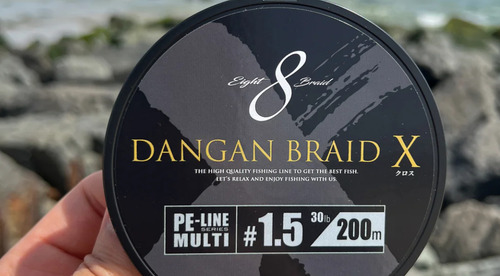 Eight 8 Braid
DANGAN BRAID X
クロス
THE HIGH QUALITY FISHING LINE TO GET THE BEST FISH.
LET'S RELAX AND ENJOY FISHING WITH US.
PE-LINE
SERIES
MULTI
#1.5
30lb
200m